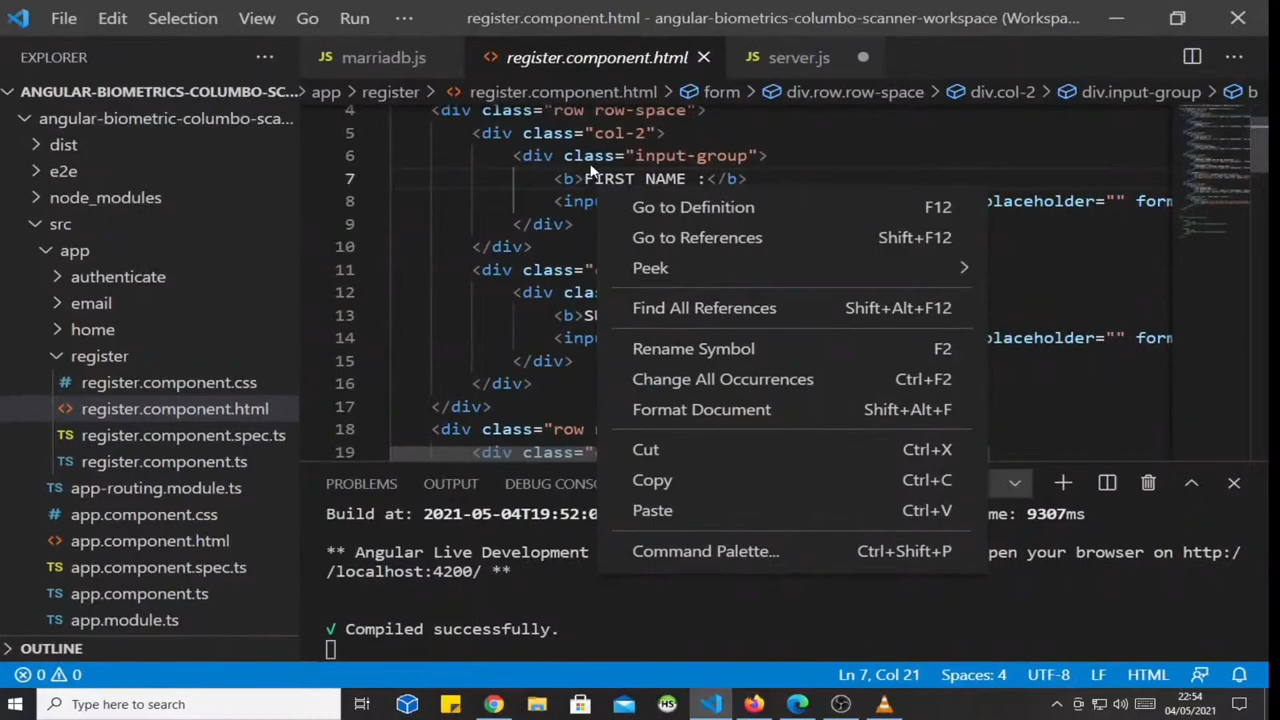 File Edit Selection View Go Run ··· register.component.html - angular-biometrics-columbo-scanner-workspace (Workspa...
EXPLORER ···
JS marriadb.js <> register.component.html × JS server.js ● ···
ANGULAR-BIOMETRICS-COLUMBO-SC...
app > register > <> register.component.html > form > div.row.row-space > div.col-2 > div.input-group > b
angular-biometric-columbo-sca...
dist
e2e
node_modules
src
app
authenticate
email
home
register
# register.component.css
<> register.component.html
TS register.component.spec.ts
TS register.component.ts
TS app-routing.module.ts
# app.component.css
<> app.component.html
TS app.component.spec.ts
TS app.component.ts
TS app.module.ts
OUTLINE
4 <div class="row row-space">
5 <div class="col-2">
6 <div class="input-group">
7 <b>FIRST NAME :</b>
8 <inpu placeholder="" form
9 </div>
10 </div>
11 <div class="c
12 <div clas
13 <b>SU
14 <inpu placeholder="" form
15 </div>
16 </div>
17 </div>
18 <div class="row r
19 <div class="c
Go to Definition F12
Go to References Shift+F12
Peek >
Find All References Shift+Alt+F12
Rename Symbol F2
Change All Occurrences Ctrl+F2
Format Document Shift+Alt+F
Cut Ctrl+X
Copy Ctrl+C
Paste Ctrl+V
Command Palette... Ctrl+Shift+P
PROBLEMS OUTPUT DEBUG CONSO
Build at: 2021-05-04T19:52:0 me: 9307ms
** Angular Live Development pen your browser on http:/
/localhost:4200/ **
√ Compiled successfully.
0 0 Ln 7, Col 21 Spaces: 4 UTF-8 LF HTML
Type here to search
22:54
04/05/2021